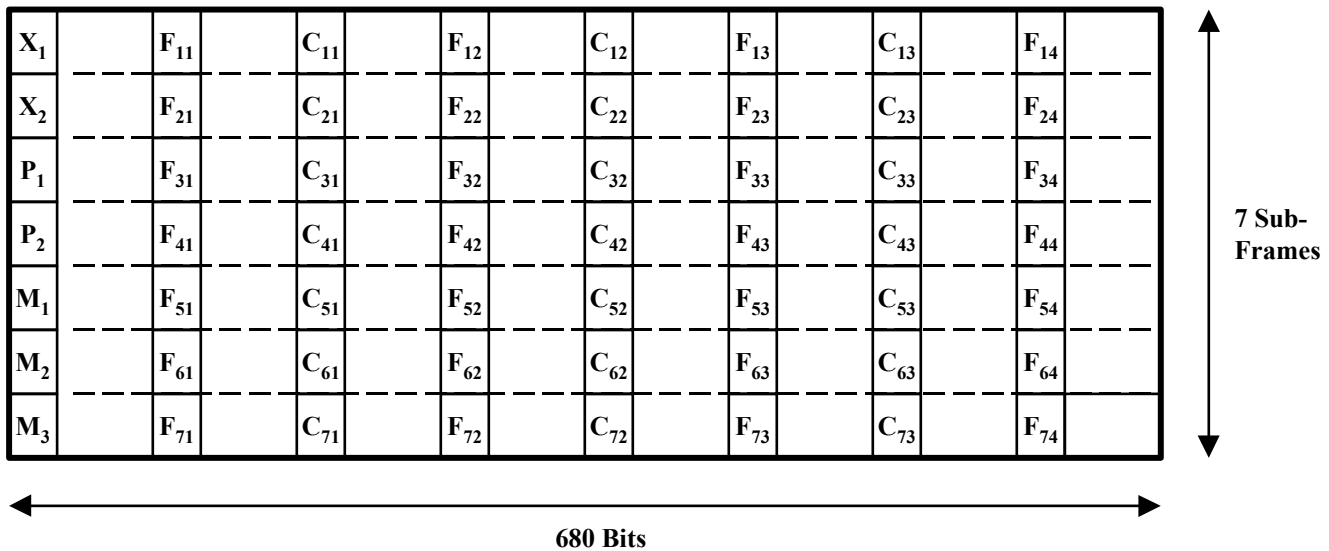 X₁ F₁₁ C₁₁ F₁₂ C₁₂ F₁₃ C₁₃ F₁₄
X₂ F₂₁ C₂₁ F₂₂ C₂₂ F₂₃ C₂₃ F₂₄
P₁ F₃₁ C₃₁ F₃₂ C₃₂ F₃₃ C₃₃ F₃₄
P₂ F₄₁ C₄₁ F₄₂ C₄₂ F₄₃ C₄₃ F₄₄
M₁ F₅₁ C₅₁ F₅₂ C₅₂ F₅₃ C₅₃ F₅₄
M₂ F₆₁ C₆₁ F₆₂ C₆₂ F₆₃ C₆₃ F₆₄
M₃ F₇₁ C₇₁ F₇₂ C₇₂ F₇₃ C₇₃ F₇₄
7 Sub-
Frames
680 Bits